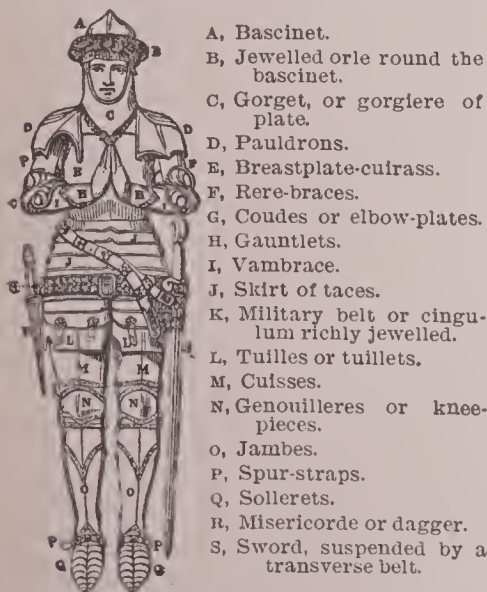 A, Bascinet.
B, Jewelled orle round the
bascinet.
C, Gorget, or gorgiere of
plate.
D, Pauldrons.
E, Breastplate-cuirass.
F, Rere-braces.
G, Coudes or elbow-plates.
H, Gauntlets.
I, Vambrace.
J, Skirt of taces.
K, Military belt or cingu-
lum richly jewelled.
L, Tuilles or tuillets.
M, Cuisses.
N, Genouilleres or knee-
pieces.
O, Jambes.
P, Spur-straps.
Q, Sollerets.
R, Misericorde or dagger.
S, Sword, suspended by a
transverse belt.
A
B
C
D D
E
I I
J
J
L L
M
N N
O O
P P
Q